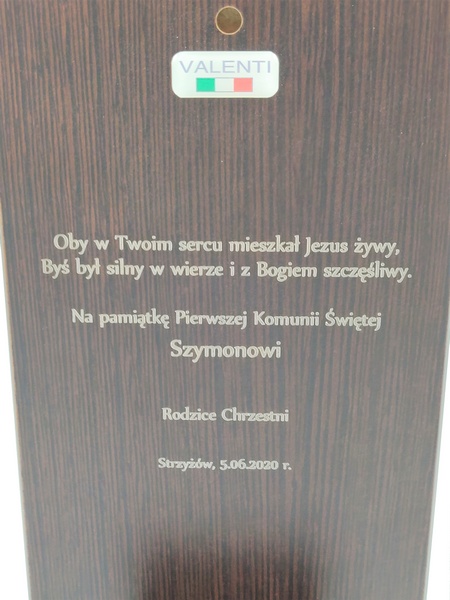 VALENTI
Oby w Twoim sercu mieszkał Jezus żywy,
Byś był silny w wierze i z Bogiem szczęśliwy.
Na pamiątkę Pierwszej Komunii Świętej
Szymonowi
Rodzice Chrzestni
Strzyżów, 5.06.2020 r.